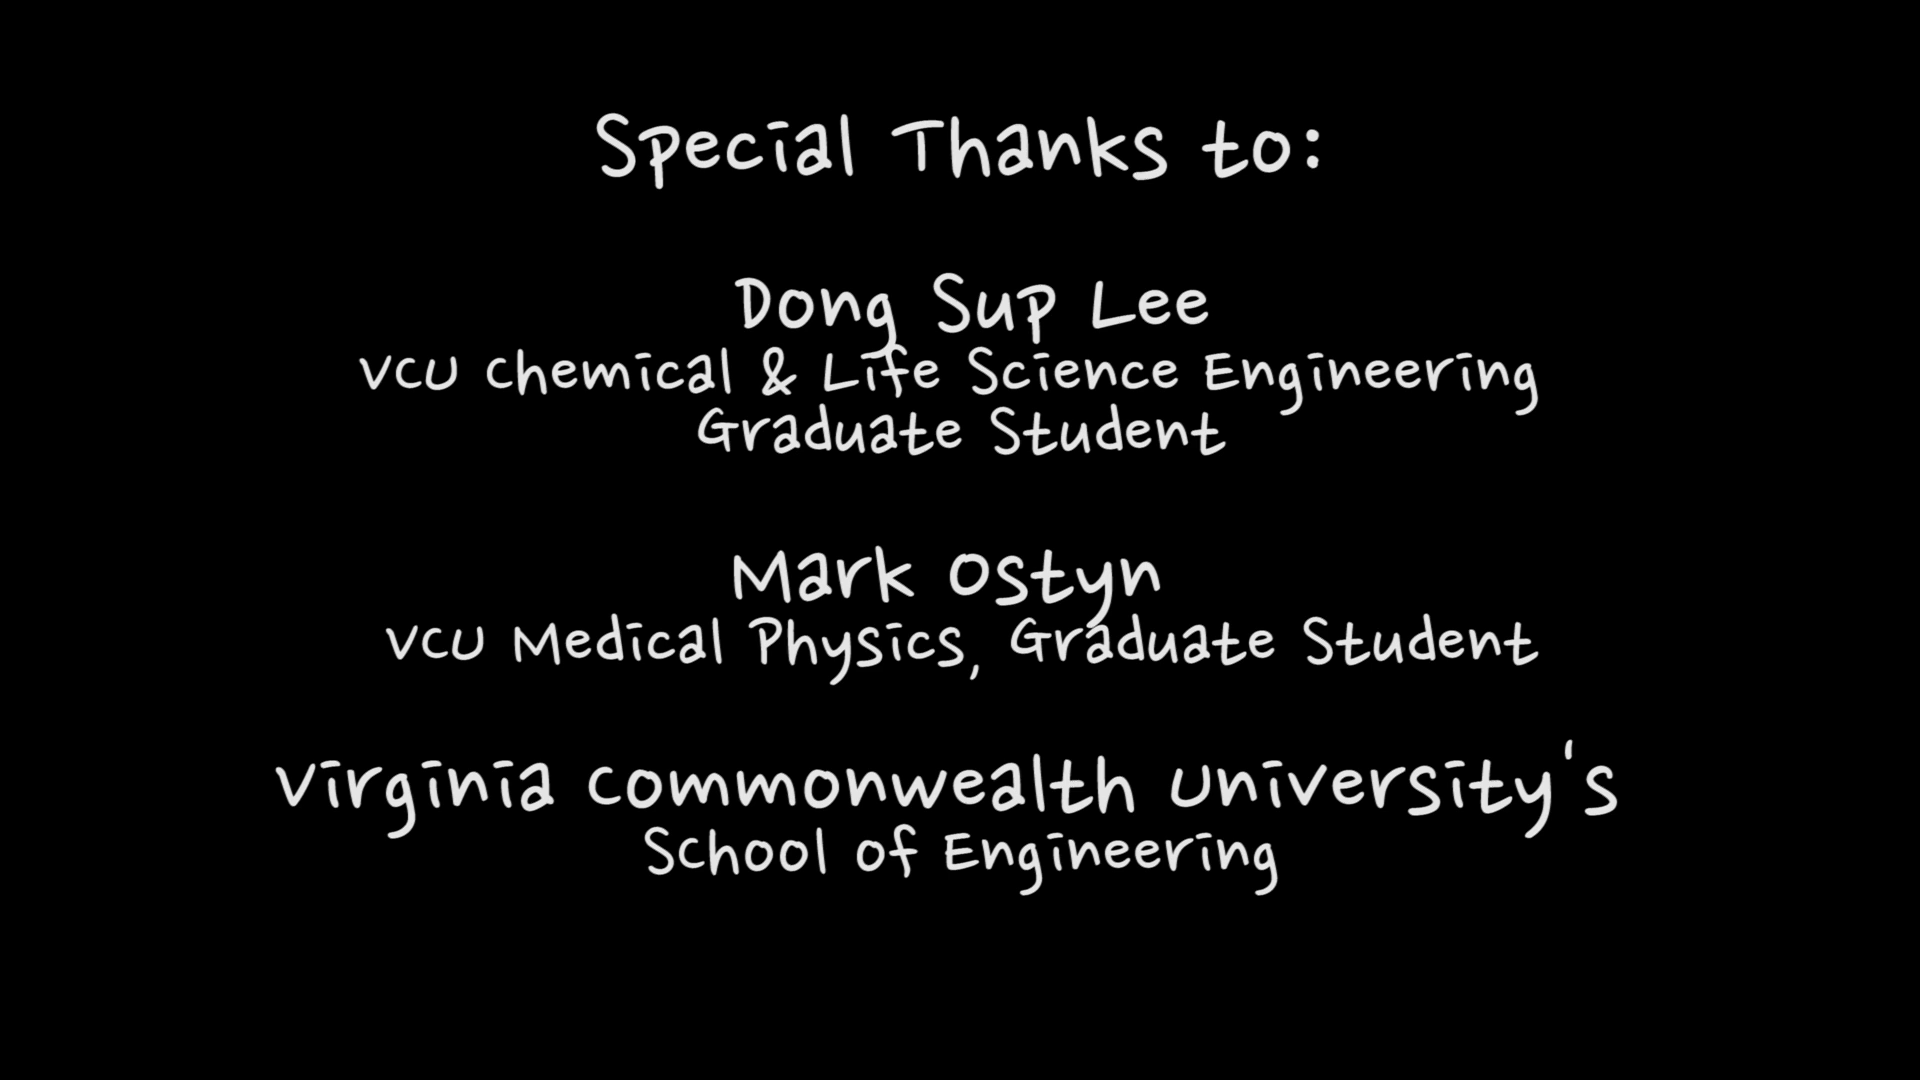 Special Thanks to:
Dong Sup Lee
VCU Chemical & Life Science Engineering
Graduate Student
Mark Ostyn
VCU Medical Physics, Graduate Student
Virginia Commonwealth University's
School of Engineering